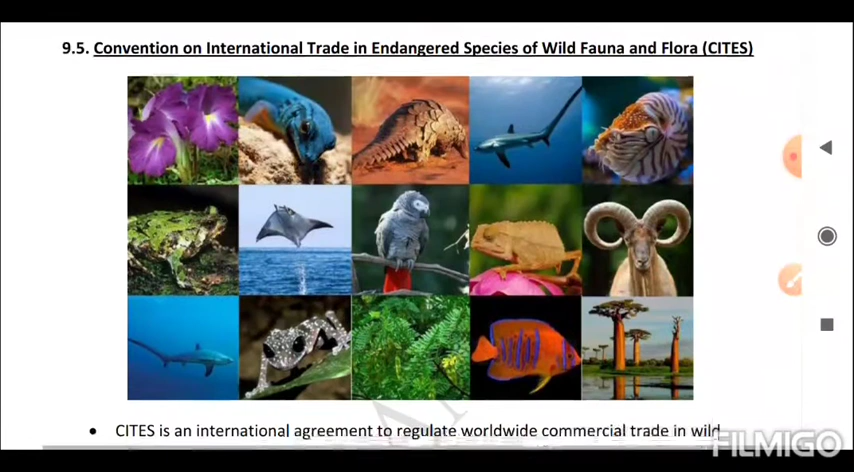 9.5. Convention on International Trade in Endangered Species of Wild Fauna and Flora (CITES)
• CITES is an international agreement to regulate worldwide commercial trade in wild
FILMIGO